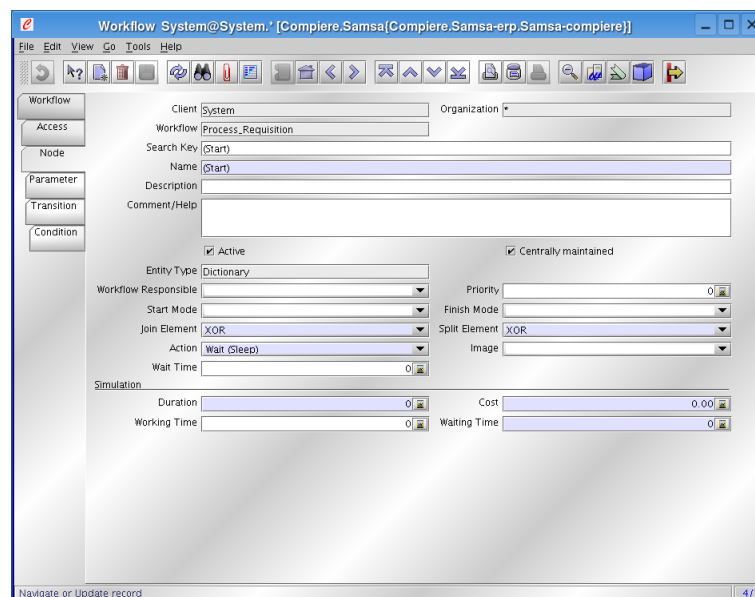 Workflow System@System.* [Compiere.Samsa{Compiere.Samsa-erp.Samsa-compiere}]
File Edit View Go Tools Help
Workflow
Access
Node
Parameter
Transition
Condition
Client System Organization *
Workflow Process_Requisition
Search Key (Start)
Name (Start)
Description
Comment/Help
Active Centrally maintained
Entity Type Dictionary
Workflow Responsible Priority 0
Start Mode Finish Mode
Join Element XOR Split Element XOR
Action Wait (Sleep) Image
Wait Time 0
Simulation
Duration 0 Cost 0.00
Working Time 0 Waiting Time 0
Navigate or Update record